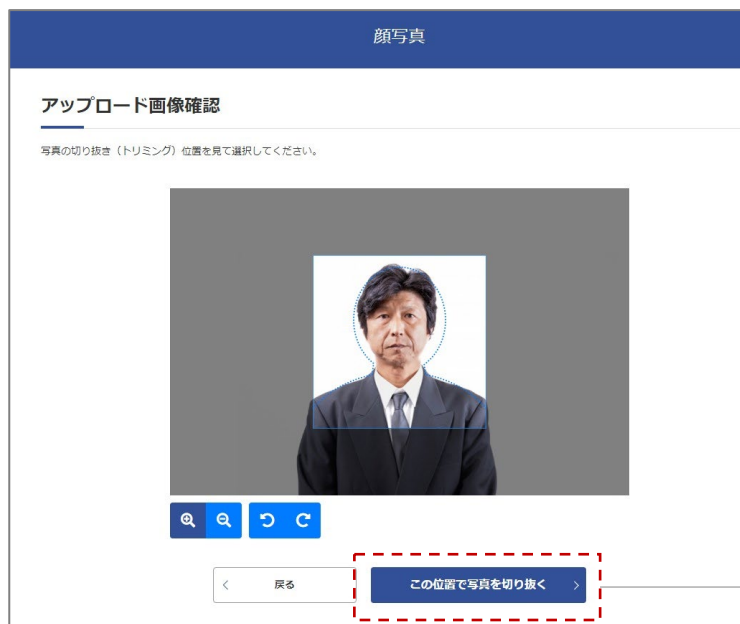 顔写真
アップロード画像確認
写真の切り抜き（トリミング）位置を見て選択してください。
戻る
この位置で写真を切り抜く